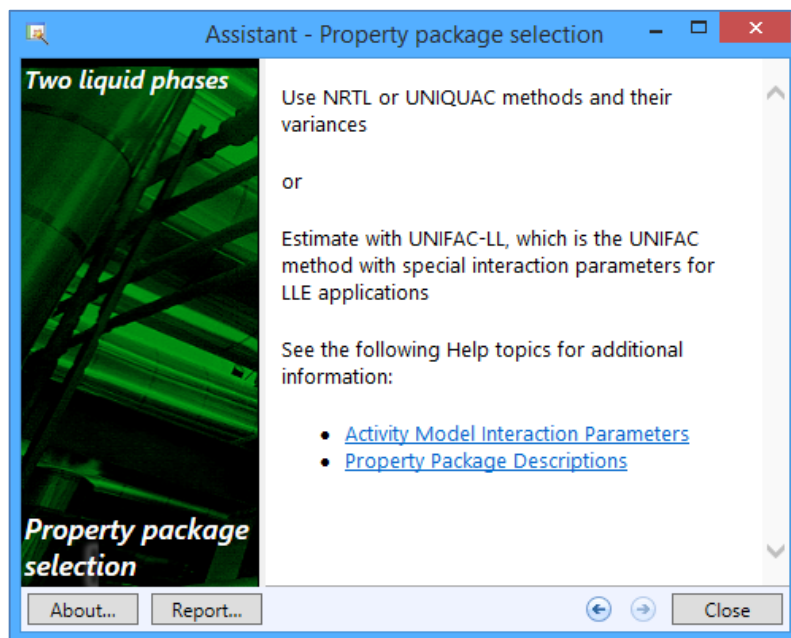 Assistant - Property package selection
Two liquid phases
Use NRTL or UNIQUAC methods and their
variances
or
Estimate with UNIFAC-LL, which is the UNIFAC
method with special interaction parameters for
LLE applications
See the following Help topics for additional
information:
• Activity Model Interaction Parameters
• Property Package Descriptions
Property package
selection
About...
Report...
Close